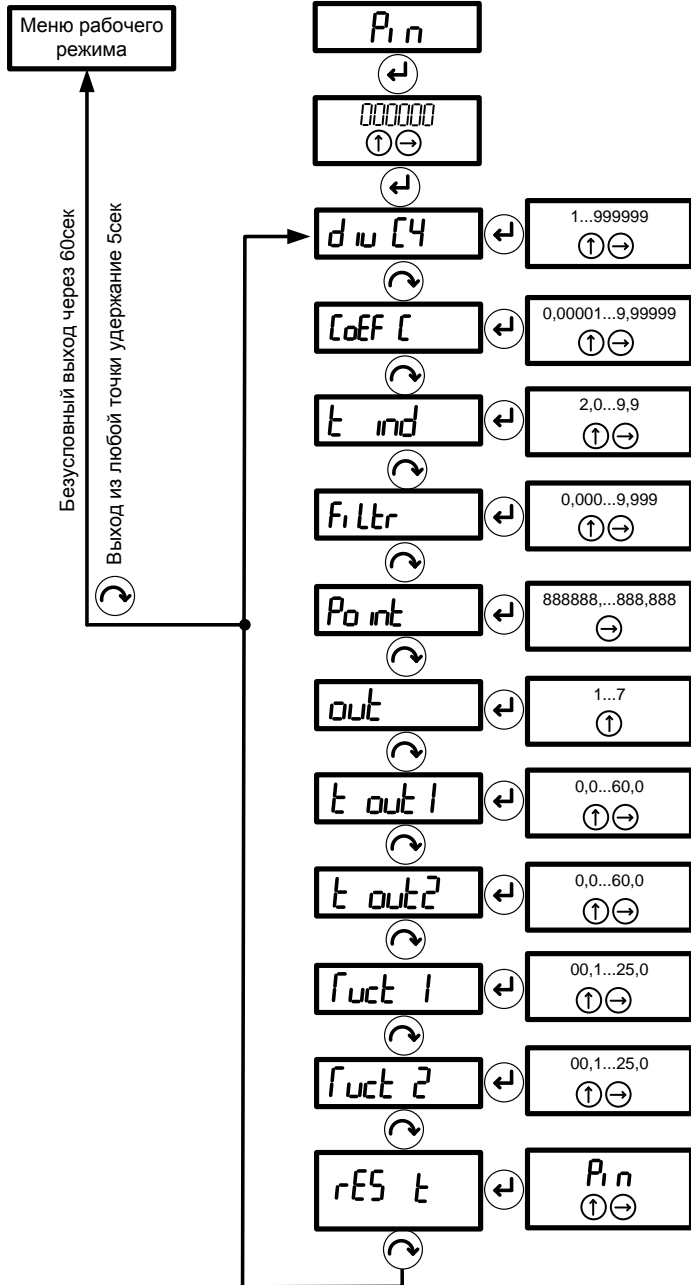 Меню рабочего
режима
Pin
000000
div C4
1...999999
CoEF C
0,00001...9,99999
t ind
2,0...9,9
FiLtr
0,000...9,999
Point
888888,...888,888
out
1...7
t out1
0,0...60,0
t out2
0,0...60,0
Гuct 1
00,1...25,0
Гuct 2
00,1...25,0
rES t
Pin
Безусловный выход через 60сек
Выход из любой точки удержание 5сек